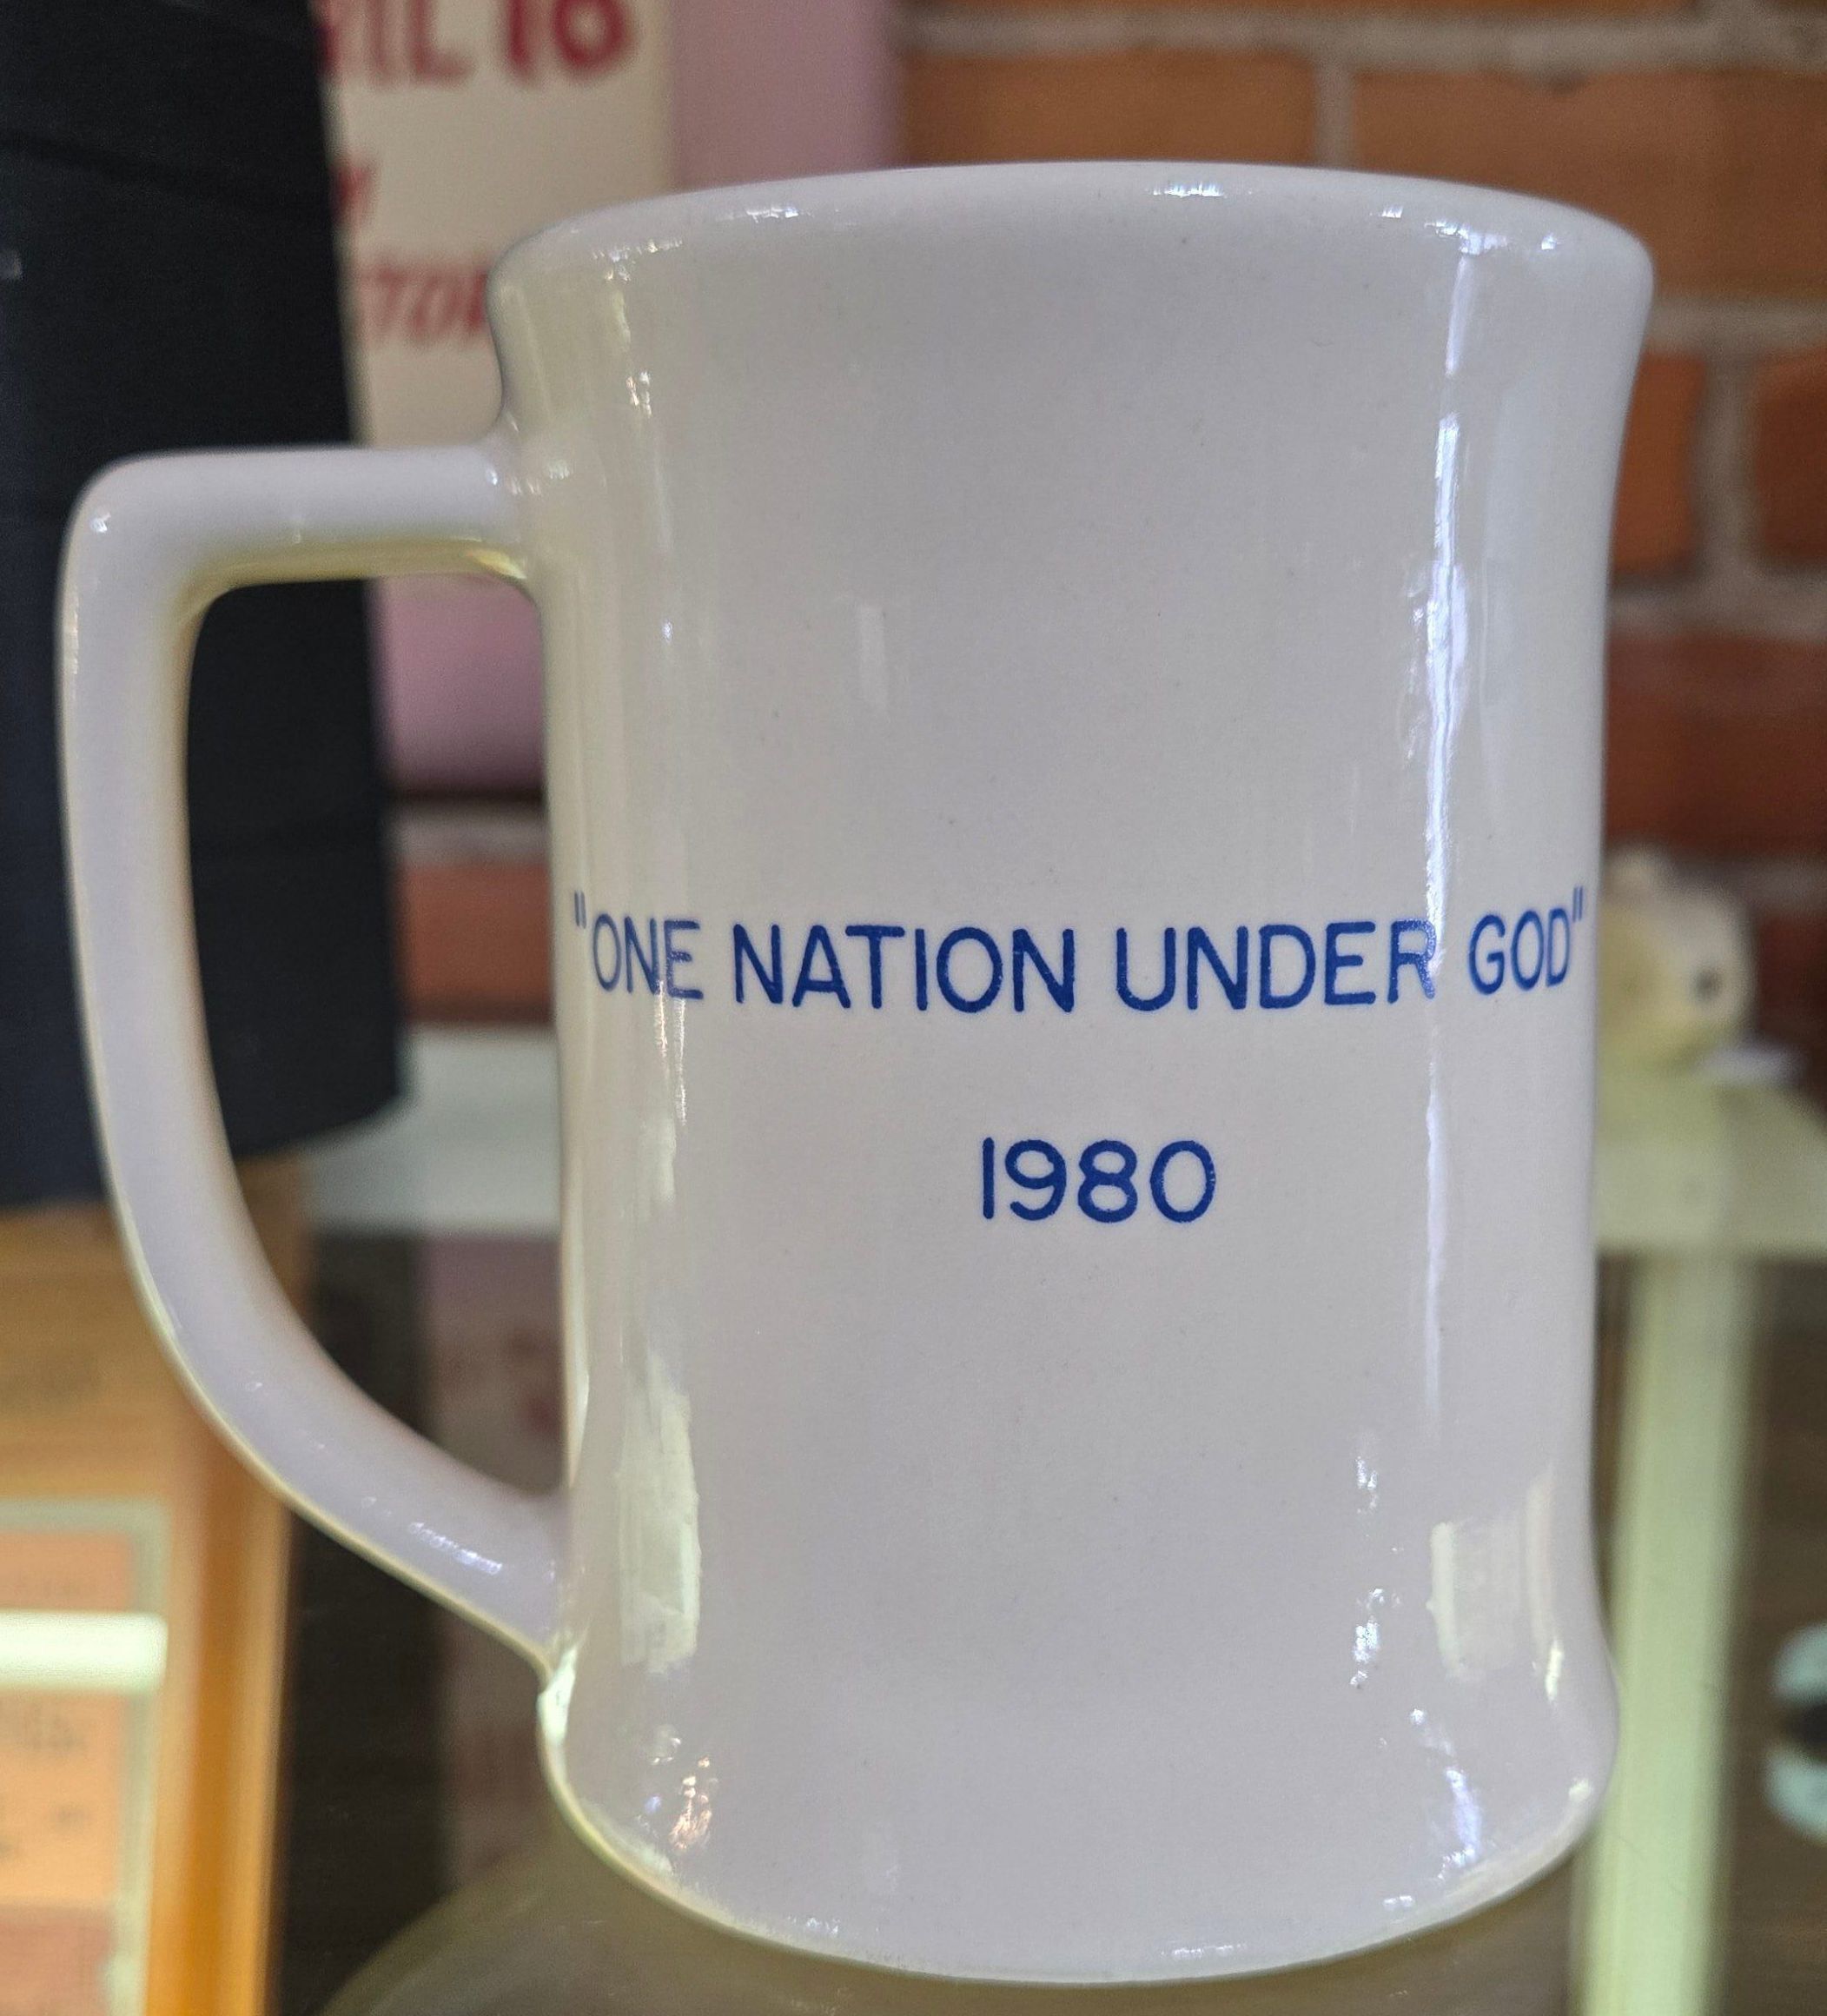 "ONE NATION UNDER GOD"
1980